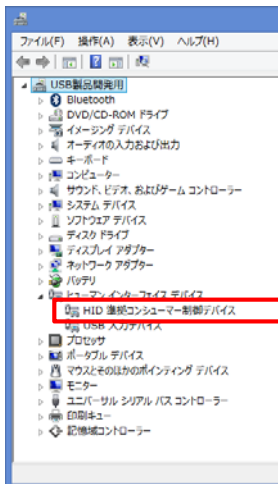 ファイル(F) 操作(A) 表示(V) ヘルプ(H)
USB製品開発用
Bluetooth
DVD/CD-ROM ドライブ
イメージング デバイス
オーディオの入力および出力
キーボード
コンピューター
サウンド、ビデオ、およびゲーム コントローラー
システム デバイス
ソフトウェア デバイス
ディスク ドライブ
ディスプレイ アダプター
ネットワーク アダプター
バッテリ
ヒューマン インターフェイス デバイス
HID 準拠コンシューマー制御デバイス
USB 入力デバイス
プロセッサ
ポータブル デバイス
マウスとそのほかのポインティング デバイス
モニター
ユニバーサル シリアル バス コントローラー
印刷キュー
記憶域コントローラー